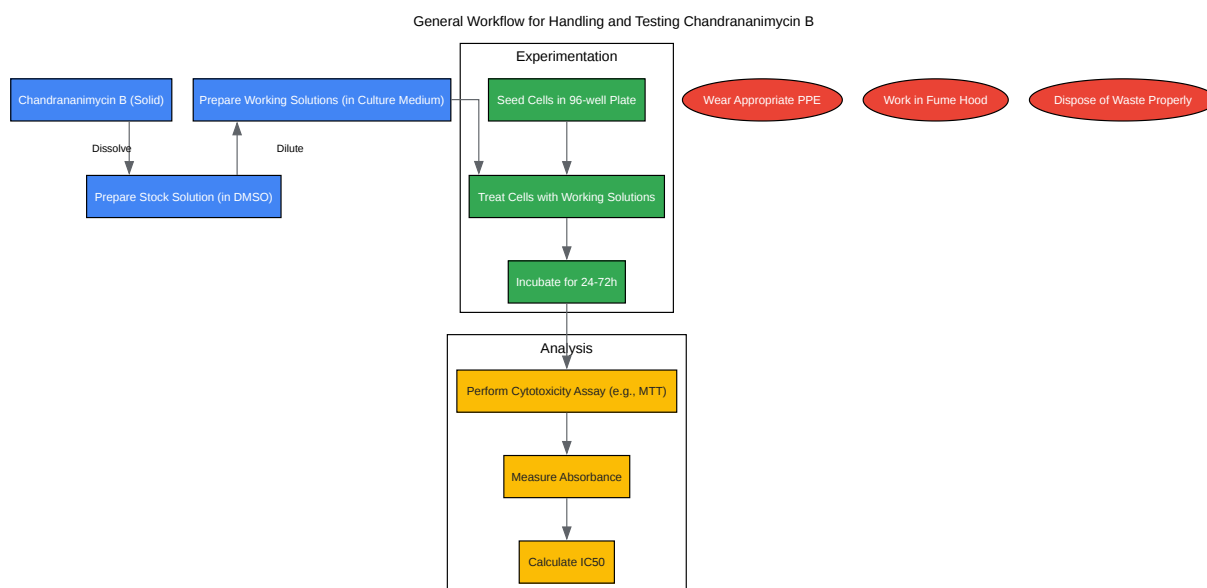 General Workflow for Handling and Testing Chandrananimycin B
Experimentation
Chandrananimycin B (Solid)
Prepare Working Solutions (in Culture Medium)
Seed Cells in 96-well Plate
Wear Appropriate PPE
Work in Fume Hood
Dispose of Waste Properly
Dissolve
Dilute
Prepare Stock Solution (in DMSO)
Treat Cells with Working Solutions
Incubate for 24-72h
Analysis
Perform Cytotoxicity Assay (e.g., MTT)
Measure Absorbance
Calculate IC50